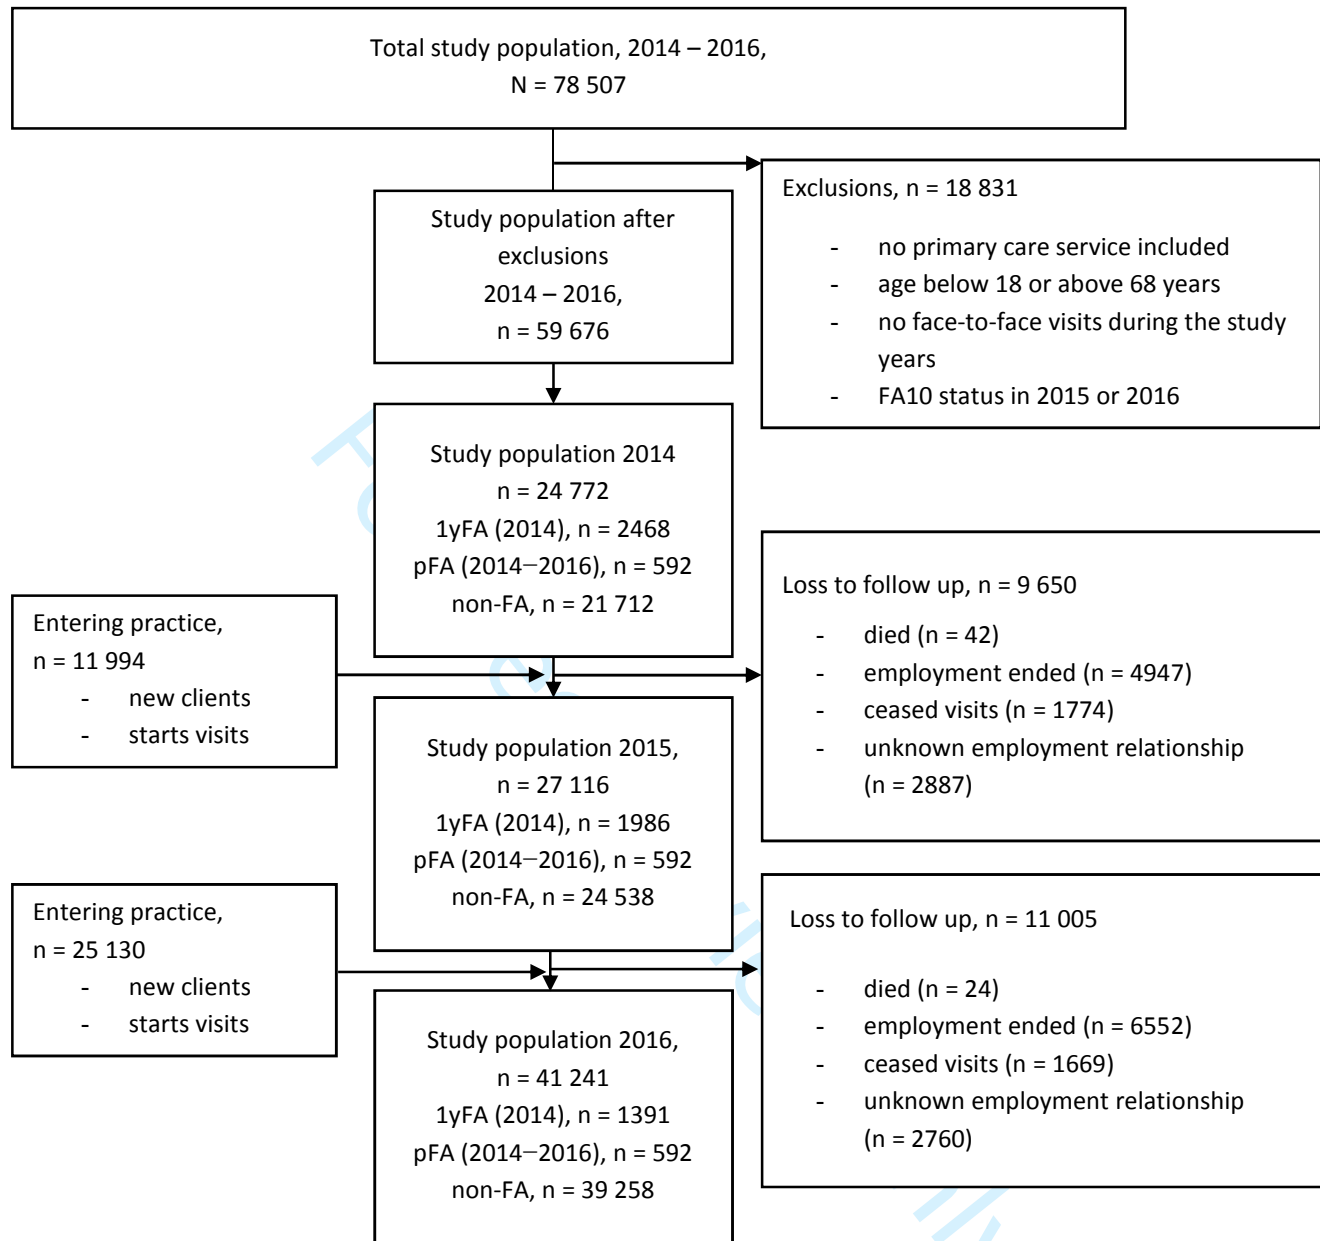 Total study population, 2014 – 2016,
N = 78 507
Exclusions, n = 18 831
- no primary care service included
- age below 18 or above 68 years
- no face-to-face visits during the study
years
- FA10 status in 2015 or 2016
Study population after
exclusions
2014 – 2016,
n = 59 676
Study population 2014
n = 24 772
1yFA (2014), n = 2468
pFA (2014–2016), n = 592
non-FA, n = 21 712
Loss to follow up, n = 9 650
- died (n = 42)
- employment ended (n = 4947)
- ceased visits (n = 1774)
- unknown employment relationship
(n = 2887)
Entering practice,
n = 11 994
- new clients
- starts visits
Study population 2015,
n = 27 116
1yFA (2014), n = 1986
pFA (2014–2016), n = 592
non-FA, n = 24 538
Loss to follow up, n = 11 005
- died (n = 24)
- employment ended (n = 6552)
- ceased visits (n = 1669)
- unknown employment relationship
(n = 2760)
Entering practice,
n = 25 130
- new clients
- starts visits
Study population 2016,
n = 41 241
1yFA (2014), n = 1391
pFA (2014–2016), n = 592
non-FA, n = 39 258